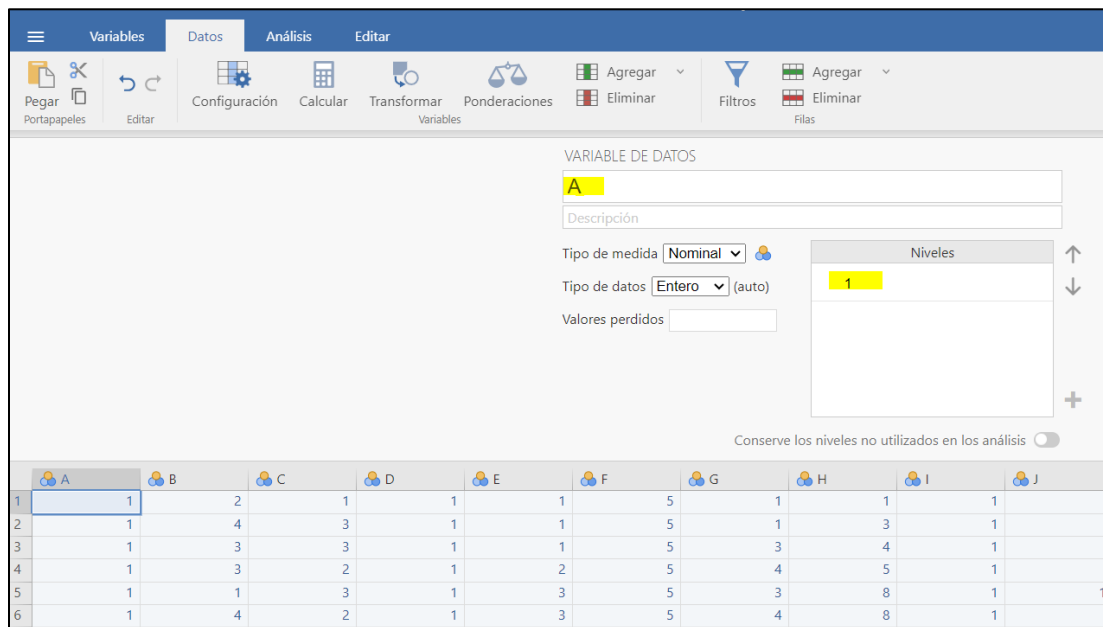 Variables Datos Análisis Editar
Pegar
Configuración Calcular Transformar Ponderaciones
Agregar
Eliminar
Filtros
Agregar
Eliminar
Portapapeles Editar Variables Filas
VARIABLE DE DATOS
A
Descripción
Tipo de medida Nominal
Tipo de datos Entero (auto)
Valores perdidos
Niveles
1
Conserve los niveles no utilizados en los análisis
A B C D E F G H I J
1 1 2 1 1 1 5 1 1 1
2 1 4 3 1 1 5 1 3 1
3 1 3 3 1 1 5 3 4 1
4 1 3 2 1 2 5 4 5 1
5 1 1 3 1 3 5 3 8 1 1
6 1 4 2 1 3 5 4 8 1